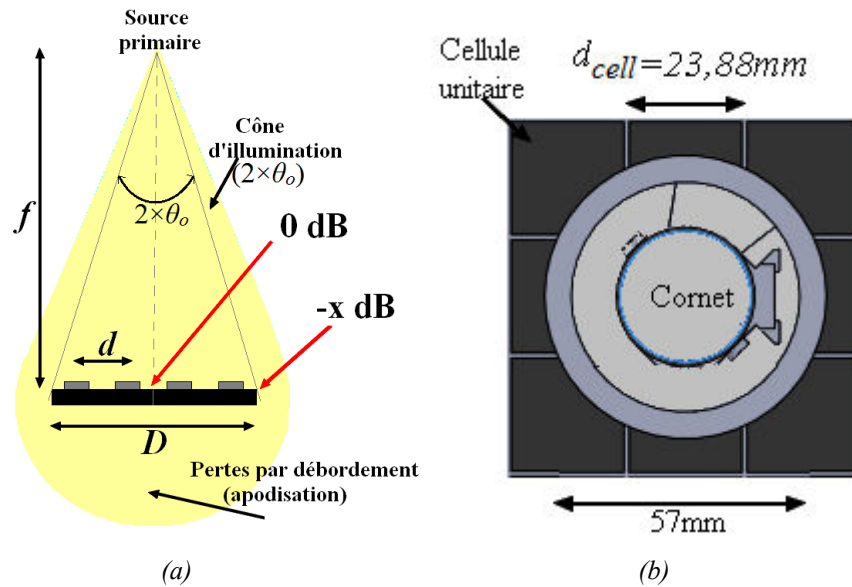 Source
primaire
Cône
d'illumination
(2×θo)
f
2×θo
0 dB
-x dB
d
D
Pertes par débordement
(apodisation)
(a)
Cellule
unitaire
dcell=23,88mm
Cornet
57mm
(b)